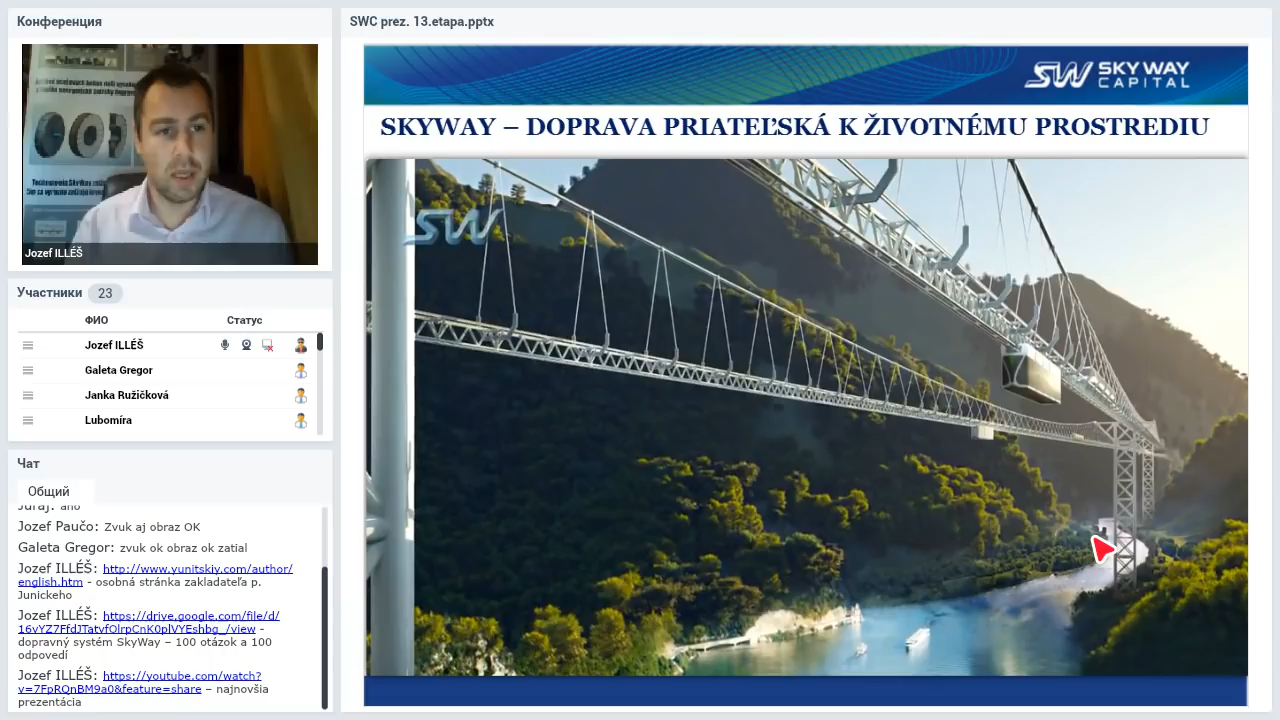 Конференция
Jozef ILLÉŠ
Участники 23
ФИО Статус
Jozef ILLÉŠ
Galeta Gregor
Janka Ružičková
Lubomíra
Чат
Общий
Juraj: áno
Jozef Paučo: Zvuk aj obraz OK
Galeta Gregor: zvuk ok obraz ok zatial
Jozef ILLÉŠ: http://www.yunitskiy.com/author/
english.htm - osobná stránka zakladateľa p.
Junickeho
Jozef ILLÉŠ: https://drive.google.com/file/d/
16vYZ7FfdJTatvfOlrpCnK0plVYEshbg_/view -
dopravný systém SkyWay – 100 otázok a 100
odpovedí
Jozef ILLÉŠ: https://youtube.com/watch?
v=7FpRQnBM9a0&feature=share – najnovšia
prezentácia
SWC prez. 13.etapa.pptx
SW SKY WAY
CAPITAL
SKYWAY – DOPRAVA PRIATEĽSKÁ K ŽIVOTNÉMU PROSTREDIU
SW